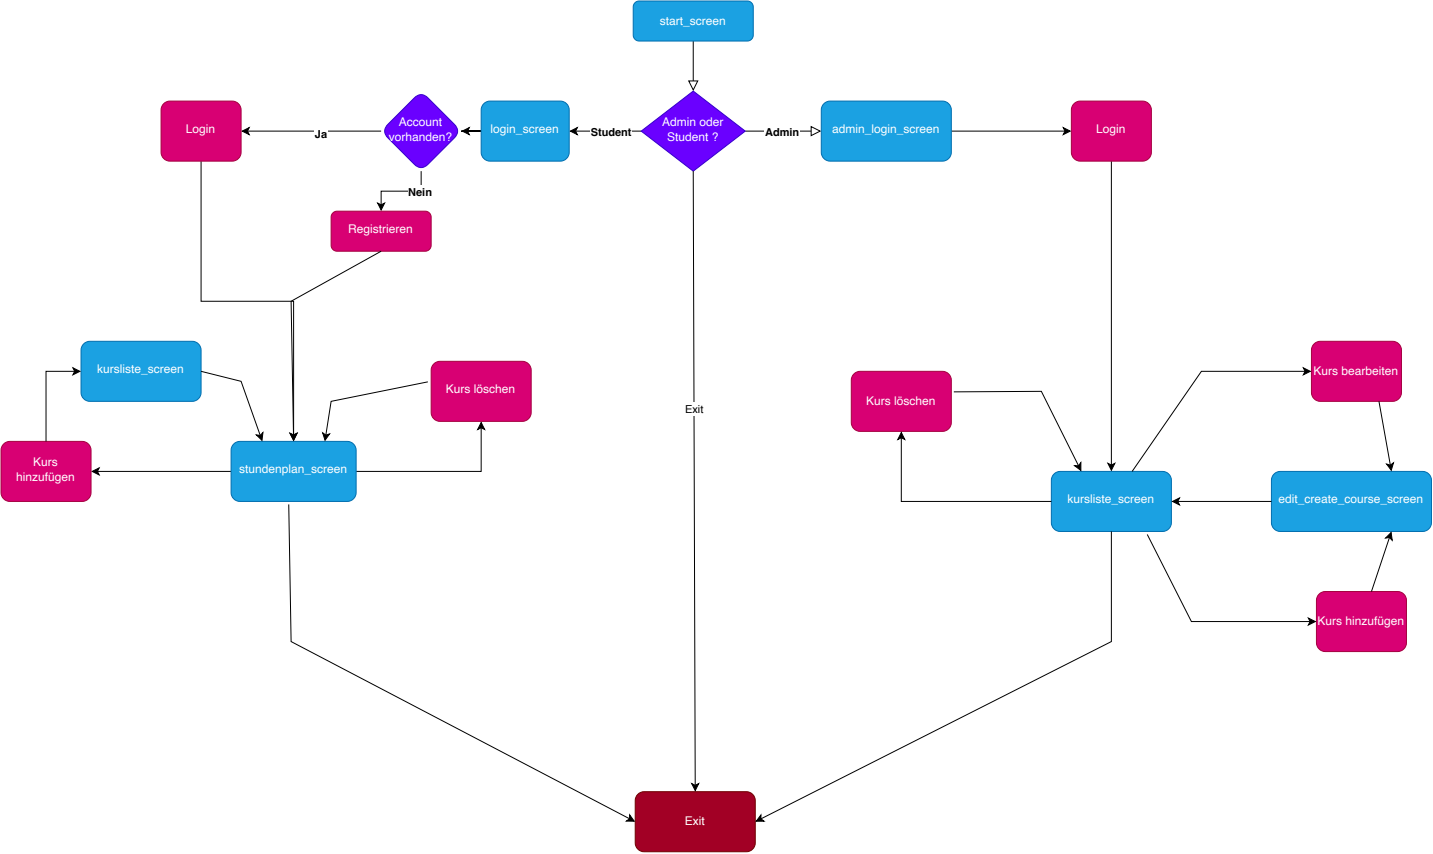 start_screen
Login
Ja
Account
vorhanden?
login_screen
Student
Admin oder
Student ?
Admin
admin_login_screen
Login
Nein
Registrieren
kursliste_screen
Kurs löschen
Kurs
hinzufügen
stundenplan_screen
Exit
Kurs löschen
Kurs bearbeiten
kursliste_screen
edit_create_course_screen
Kurs hinzufügen
Exit